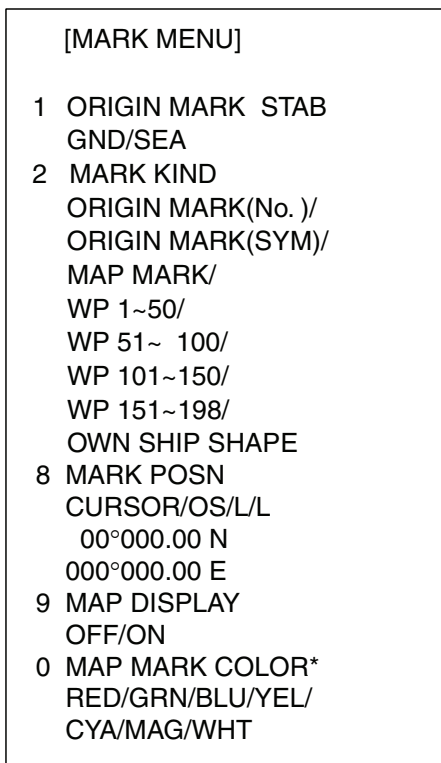 [MARK MENU]
1 ORIGIN MARK STAB
GND/SEA
2 MARK KIND
ORIGIN MARK(No. )/
ORIGIN MARK(SYM)/
MAP MARK/
WP 1~50/
WP 51~ 100/
WP 101~150/
WP 151~198/
OWN SHIP SHAPE
8 MARK POSN
CURSOR/OS/L/L
00°000.00 N
000°000.00 E
9 MAP DISPLAY
OFF/ON
0 MAP MARK COLOR*
RED/GRN/BLU/YEL/
CYA/MAG/WHT